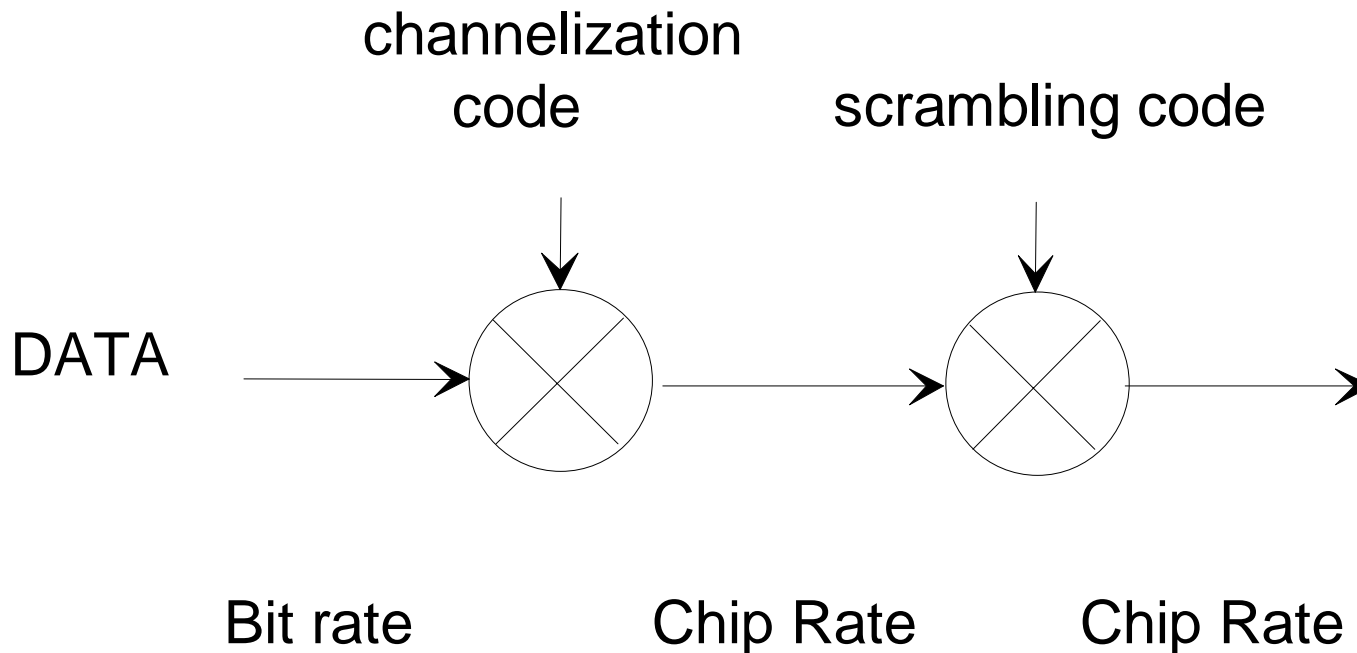 channelization
code
scrambling code
DATA
Bit rate
Chip Rate
Chip Rate